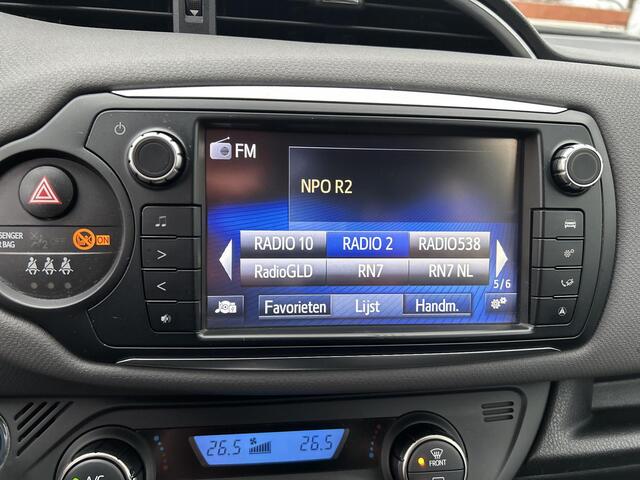 FM
NPO R2
RADIO 10 RADIO 2 RADIO538
RadioGLD RN7 RN7 NL
5/6
Favorieten Lijst Handm.
ON
26.5 26.5
A/C
FRONT